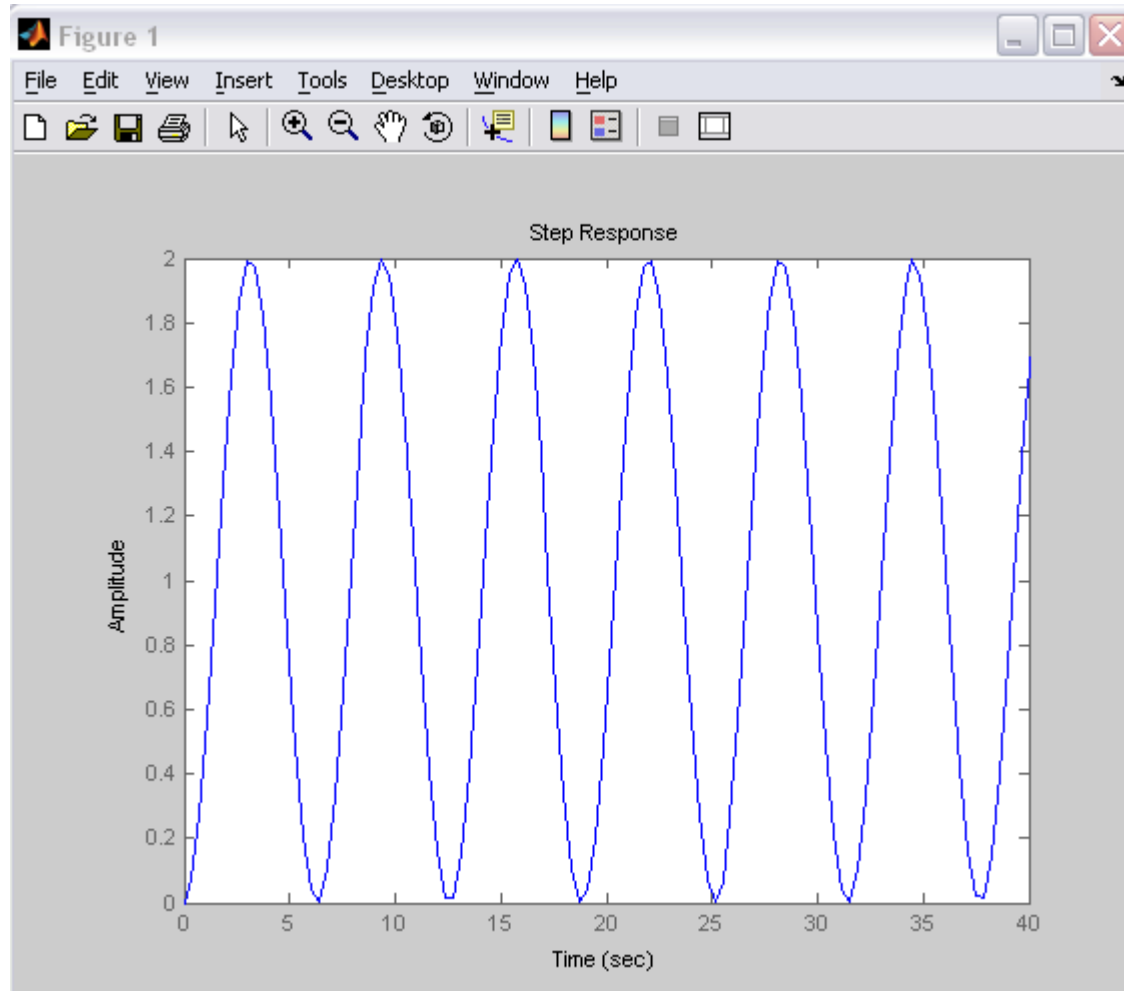 Figure 1
File Edit View Insert Tools Desktop Window Help
Step Response
2
1.8
1.6
1.4
1.2
1
0.8
0.6
0.4
0.2
0
Amplitude
0 5 10 15 20 25 30 35 40
Time (sec)